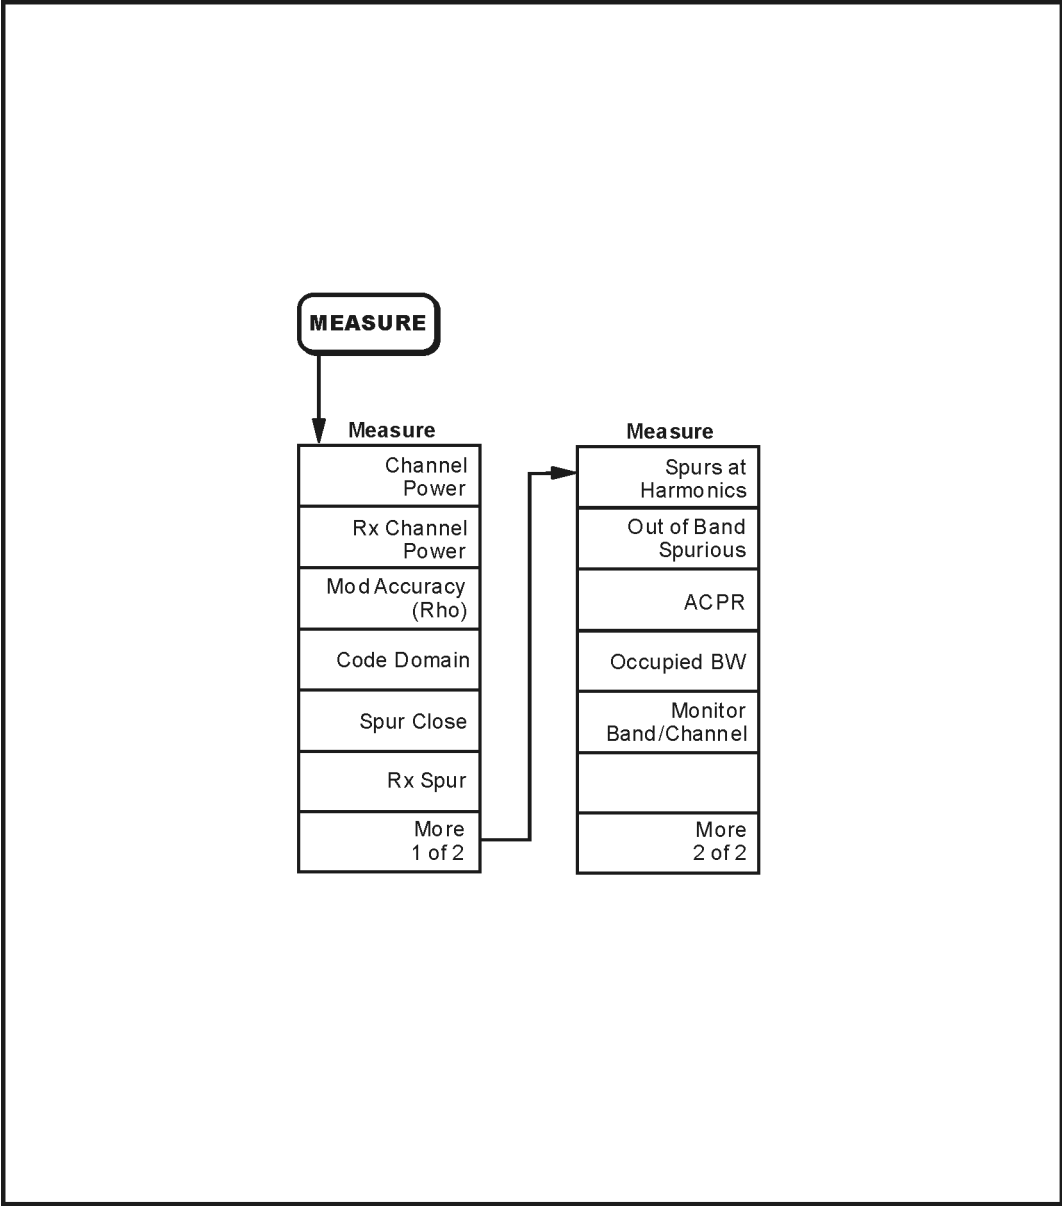 MEASURE
Measure
Channel
Power
Rx Channel
Power
Mod Accuracy
(Rho)
Code Domain
Spur Close
Rx Spur
More
1 of 2
Measure
Spurs at
Harmonics
Out of Band
Spurious
ACPR
Occupied BW
Monitor
Band/Channel
More
2 of 2